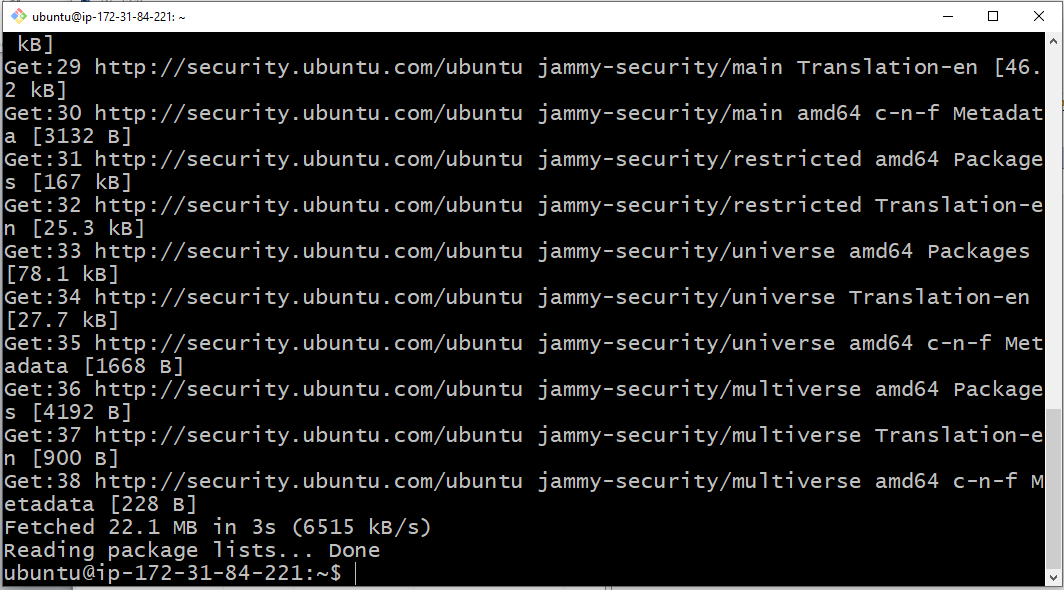 ubuntu@ip-172-31-84-221: ~
 kB]
Get:29 http://security.ubuntu.com/ubuntu jammy-security/main Translation-en [46.
2 kB]
Get:30 http://security.ubuntu.com/ubuntu jammy-security/main amd64 c-n-f Metadat
a [3132 B]
Get:31 http://security.ubuntu.com/ubuntu jammy-security/restricted amd64 Package
s [167 kB]
Get:32 http://security.ubuntu.com/ubuntu jammy-security/restricted Translation-e
n [25.3 kB]
Get:33 http://security.ubuntu.com/ubuntu jammy-security/universe amd64 Packages
[78.1 kB]
Get:34 http://security.ubuntu.com/ubuntu jammy-security/universe Translation-en
[27.7 kB]
Get:35 http://security.ubuntu.com/ubuntu jammy-security/universe amd64 c-n-f Met
adata [1668 B]
Get:36 http://security.ubuntu.com/ubuntu jammy-security/multiverse amd64 Package
s [4192 B]
Get:37 http://security.ubuntu.com/ubuntu jammy-security/multiverse Translation-e
n [900 B]
Get:38 http://security.ubuntu.com/ubuntu jammy-security/multiverse amd64 c-n-f M
etadata [228 B]
Fetched 22.1 MB in 3s (6515 kB/s)
Reading package lists... Done
ubuntu@ip-172-31-84-221:~$